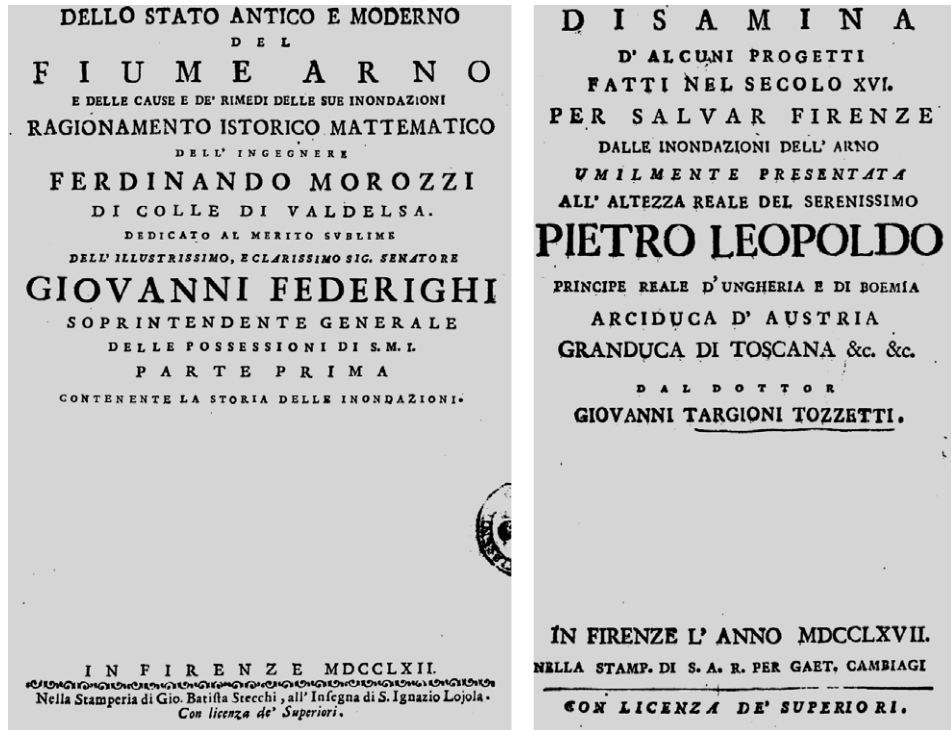 DELLO STATO ANTICO E MODERNO
DEL
FIUME ARNO
E DELLE CAUSE E DE' RIMEDI DELLE SUE INONDAZIONI
RAGIONAMENTO ISTORICO MATTEMATICO
DELL' INGEGNERE
FERDINANDO MOROZZI
DI COLLE DI VALDELSA.
DEDICATO AL MERITO SVBLIME
DELL' ILLUSTRISSIMO, E CLARISSIMO SIG. SENATORE
GIOVANNI FEDERIGHI
SOPRINTENDENTE GENERALE
DELLE POSSESSIONI DI S. M. I.
PARTE PRIMA
CONTENENTE LA STORIA DELLE INONDAZIONI.
IN FIRENZE MDCCLXII.
Nella Stamperia di Gio. Batiſta Stecchi, all' Inſegna di S. Ignazio Lojola.
Con licenza de' Superiori.
DISAMINA
D' ALCUNI PROGETTI
FATTI NEL SECOLO XVI.
PER SALVAR FIRENZE
DALLE INONDAZIONI DELL' ARNO
UMILMENTE PRESENTATA
ALL' ALTEZZA REALE DEL SERENISSIMO
PIETRO LEOPOLDO
PRINCIPE REALE D' UNGHERIA E DI BOEMIA
ARCIDUCA D' AUSTRIA
GRANDUCA DI TOSCANA &c. &c.
DAL DOTTOR
GIOVANNI TARGIONI TOZZETTI.
IN FIRENZE L' ANNO MDCCLXVII.
NELLA STAMP. DI S. A. R. PER GAET. CAMBIAGI
CON LICENZA DE' SUPERIORI.